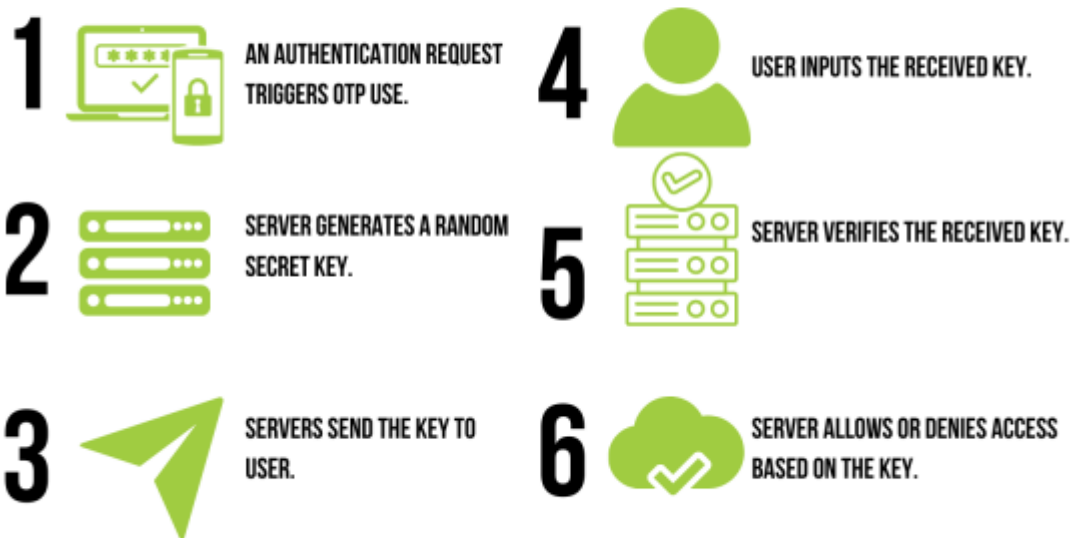 1
AN AUTHENTICATION REQUEST
TRIGGERS OTP USE.
2
SERVER GENERATES A RANDOM
SECRET KEY.
3
SERVERS SEND THE KEY TO
USER.
4
USER INPUTS THE RECEIVED KEY.
5
SERVER VERIFIES THE RECEIVED KEY.
6
SERVER ALLOWS OR DENIES ACCESS
BASED ON THE KEY.